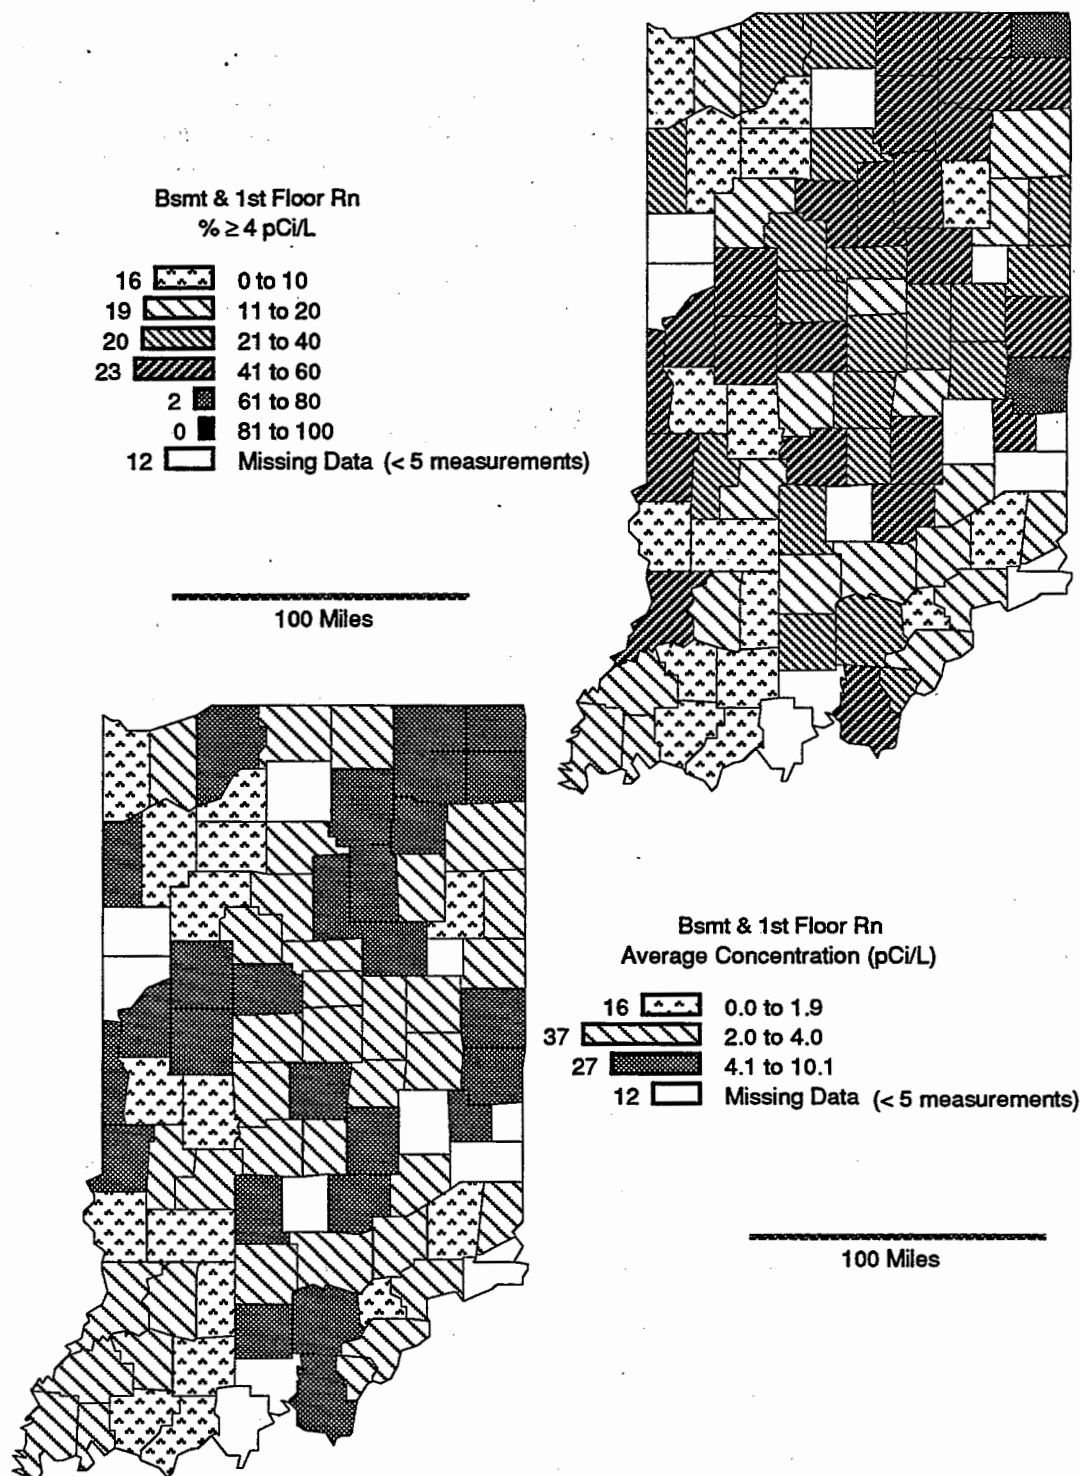 Bsmt & 1st Floor Rn
% ≥ 4 pCi/L
16 0 to 10
19 11 to 20
20 21 to 40
23 41 to 60
2 61 to 80
0 81 to 100
12 Missing Data (< 5 measurements)
100 Miles
Bsmt & 1st Floor Rn
Average Concentration (pCi/L)
16 0.0 to 1.9
37 2.0 to 4.0
27 4.1 to 10.1
12 Missing Data (< 5 measurements)
100 Miles